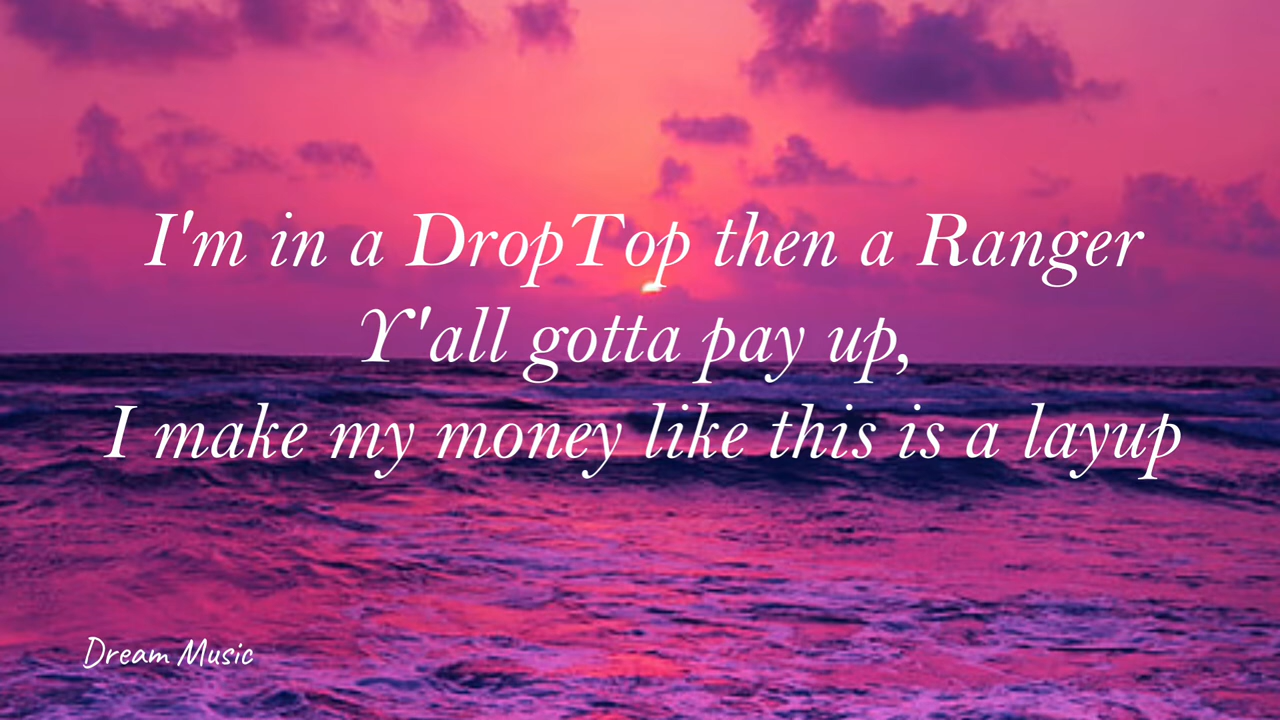 I'm in a DropTop then a Ranger
Y'all gotta pay up,
I make my money like this is a layup
Dream Music